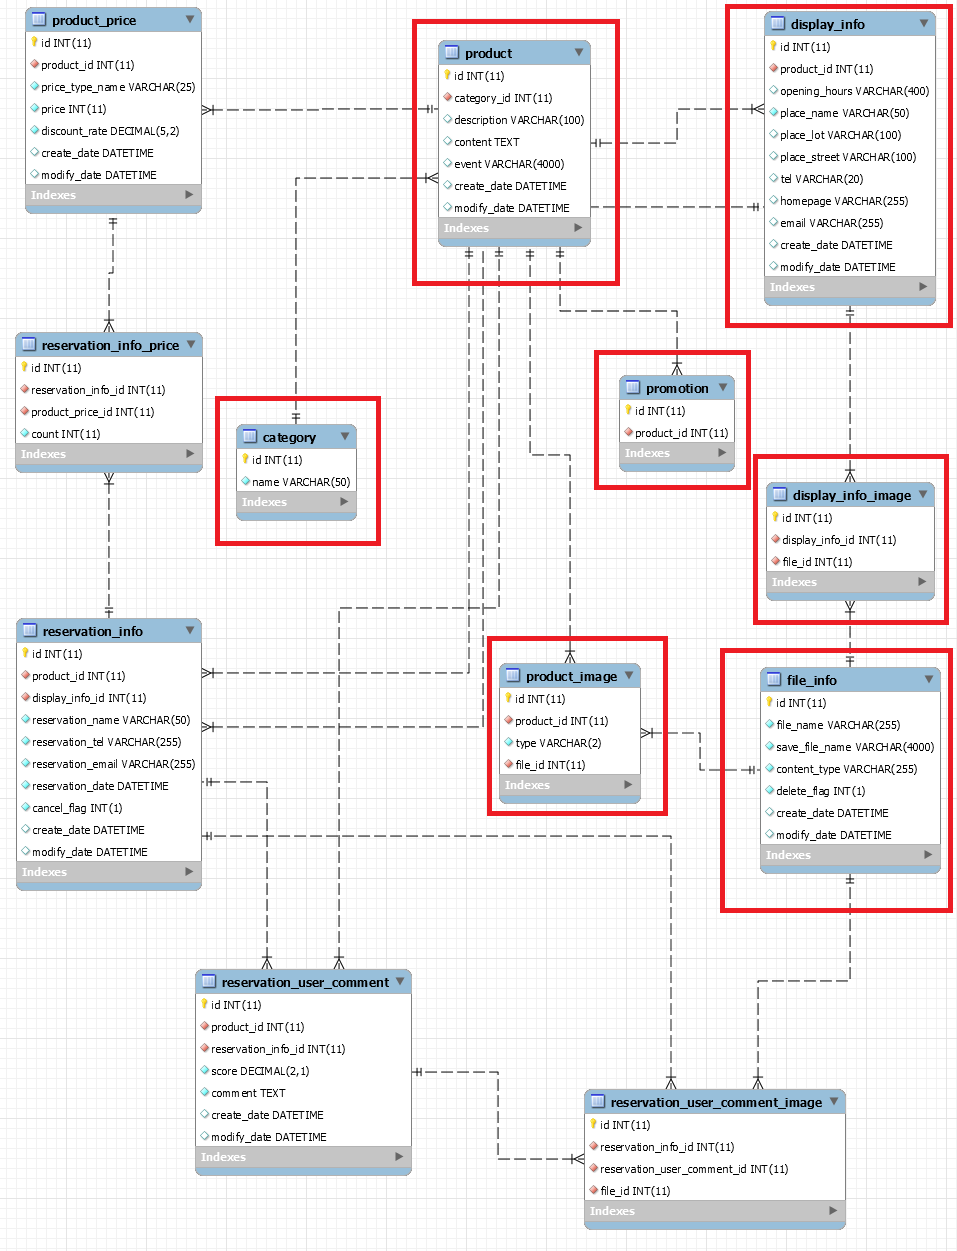 product_price
id INT(11)
product_id INT(11)
price_type_name VARCHAR(25)
price INT(11)
discount_rate DECIMAL(5,2)
create_date DATETIME
modify_date DATETIME
Indexes
product
id INT(11)
category_id INT(11)
description VARCHAR(100)
content TEXT
event VARCHAR(4000)
create_date DATETIME
modify_date DATETIME
Indexes
display_info
id INT(11)
product_id INT(11)
opening_hours VARCHAR(400)
place_name VARCHAR(50)
place_lot VARCHAR(100)
place_street VARCHAR(100)
tel VARCHAR(20)
homepage VARCHAR(255)
email VARCHAR(255)
create_date DATETIME
modify_date DATETIME
Indexes
reservation_info_price
id INT(11)
reservation_info_id INT(11)
product_price_id INT(11)
count INT(11)
Indexes
category
id INT(11)
name VARCHAR(50)
Indexes
promotion
id INT(11)
product_id INT(11)
Indexes
display_info_image
id INT(11)
display_info_id INT(11)
file_id INT(11)
Indexes
reservation_info
id INT(11)
product_id INT(11)
display_info_id INT(11)
reservation_name VARCHAR(50)
reservation_tel VARCHAR(255)
reservation_email VARCHAR(255)
reservation_date DATETIME
cancel_flag INT(1)
create_date DATETIME
modify_date DATETIME
Indexes
product_image
id INT(11)
product_id INT(11)
type VARCHAR(2)
file_id INT(11)
Indexes
file_info
id INT(11)
file_name VARCHAR(255)
save_file_name VARCHAR(4000)
content_type VARCHAR(255)
delete_flag INT(1)
create_date DATETIME
modify_date DATETIME
Indexes
reservation_user_comment
id INT(11)
product_id INT(11)
reservation_info_id INT(11)
score DECIMAL(2,1)
comment TEXT
create_date DATETIME
modify_date DATETIME
Indexes
reservation_user_comment_image
id INT(11)
reservation_info_id INT(11)
reservation_user_comment_id INT(11)
file_id INT(11)
Indexes